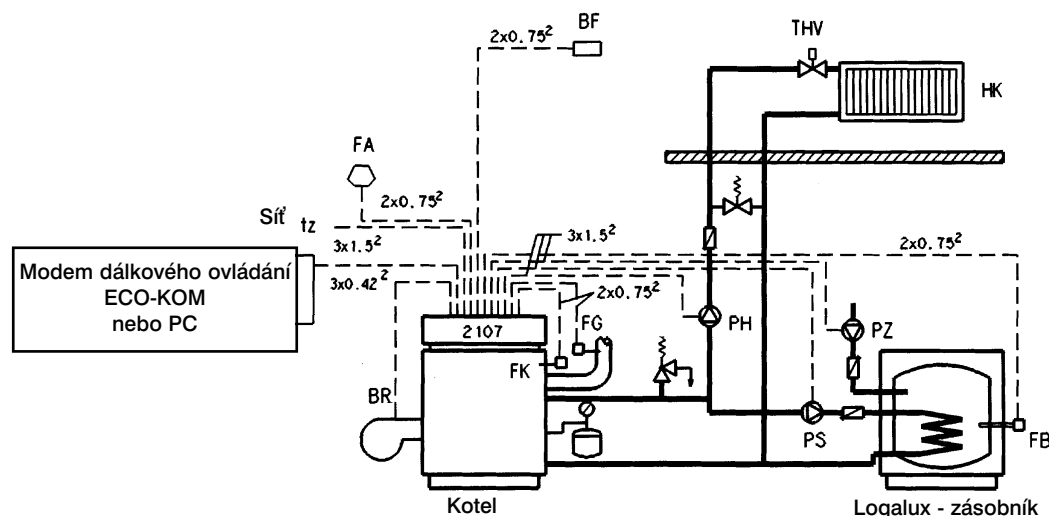 2x0.75² BF
THV
HK
FA
2x0.75²
Síť tz
3x1.5²
3x1.5²
2x0.75²
Modem dálkového ovládání
ECO-KOM
nebo PC
3x0.42²
2x0.75²
2107
FG
PH
PZ
FK
BR
PS
FB
Kotel
Logalux - zásobník